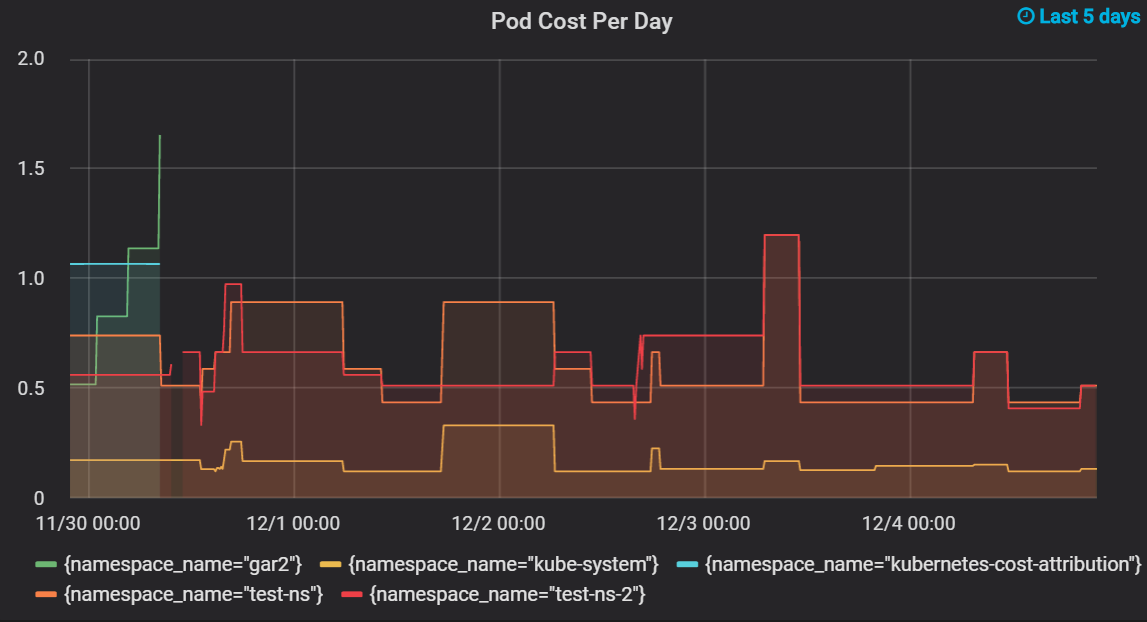 Pod Cost Per Day
Last 5 days
2.0
1.5
1.0
0.5
0
11/30 00:00 12/1 00:00 12/2 00:00 12/3 00:00 12/4 00:00
{namespace_name="gar2"} {namespace_name="kube-system"} {namespace_name="kubernetes-cost-attribution"}
{namespace_name="test-ns"} {namespace_name="test-ns-2"}